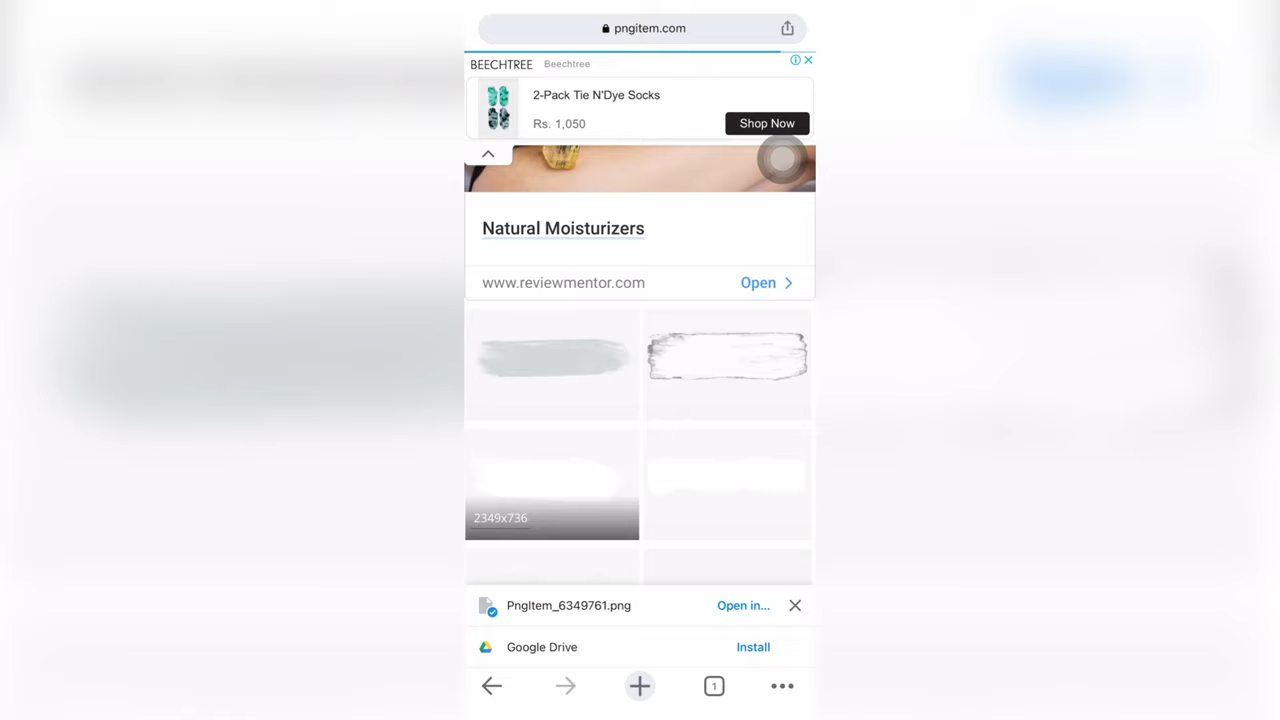 pngitem.com
BEECHTREE Beechtree
2-Pack Tie N'Dye Socks
Rs. 1,050
Shop Now
Natural Moisturizers
www.reviewmentor.com
Open
2349x736
PngItem_6349761.png
Open in...
Google Drive
Install
1